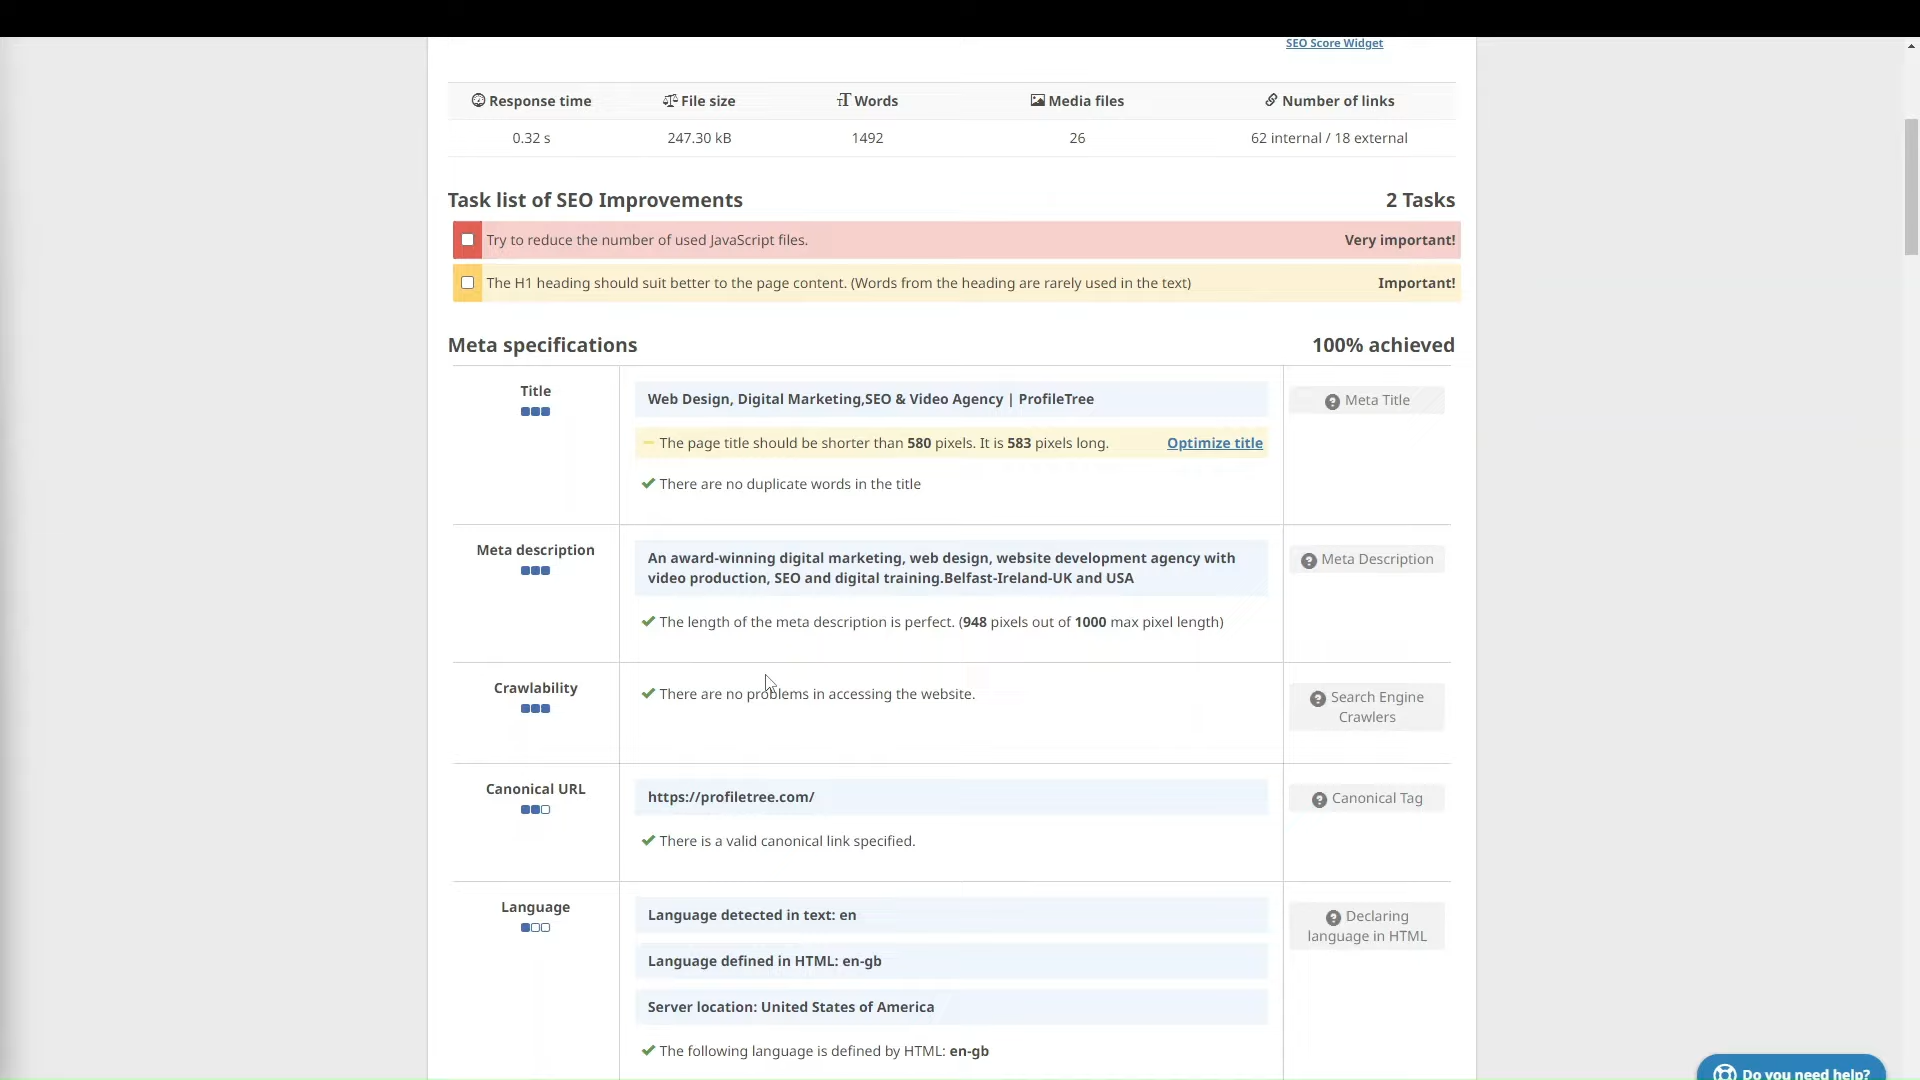 SEO Score Widget
Response time File size Words Media files Number of links
0.32 s 247.30 kB 1492 26 62 internal / 18 external
Task list of SEO Improvements 2 Tasks
Try to reduce the number of used JavaScript files. Very important!
The H1 heading should suit better to the page content. (Words from the heading are rarely used in the text) Important!
Meta specifications 100% achieved
Title
Web Design, Digital Marketing,SEO & Video Agency | ProfileTree
Meta Title
The page title should be shorter than 580 pixels. It is 583 pixels long. Optimize title
There are no duplicate words in the title
Meta description
An award-winning digital marketing, web design, website development agency with
video production, SEO and digital training.Belfast-Ireland-UK and USA
Meta Description
The length of the meta description is perfect. (948 pixels out of 1000 max pixel length)
Crawlability
There are no problems in accessing the website.
Search Engine
Crawlers
Canonical URL
https://profiletree.com/
Canonical Tag
There is a valid canonical link specified.
Language
Language detected in text: en
Declaring
language in HTML
Language defined in HTML: en-gb
Server location: United States of America
The following language is defined by HTML: en-gb
Do you need help?